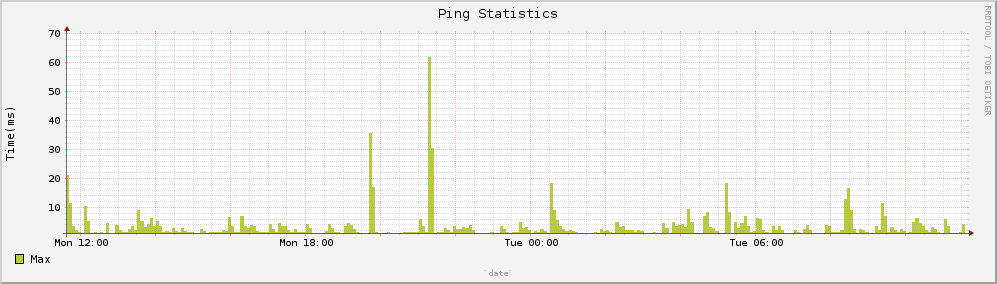 Ping Statistics
RRDTOOL / TOBI OETIKER
Time(ms)
70
60
50
40
30
20
10
Mon 12:00 Mon 18:00 Tue 00:00 Tue 06:00
Max
`date`